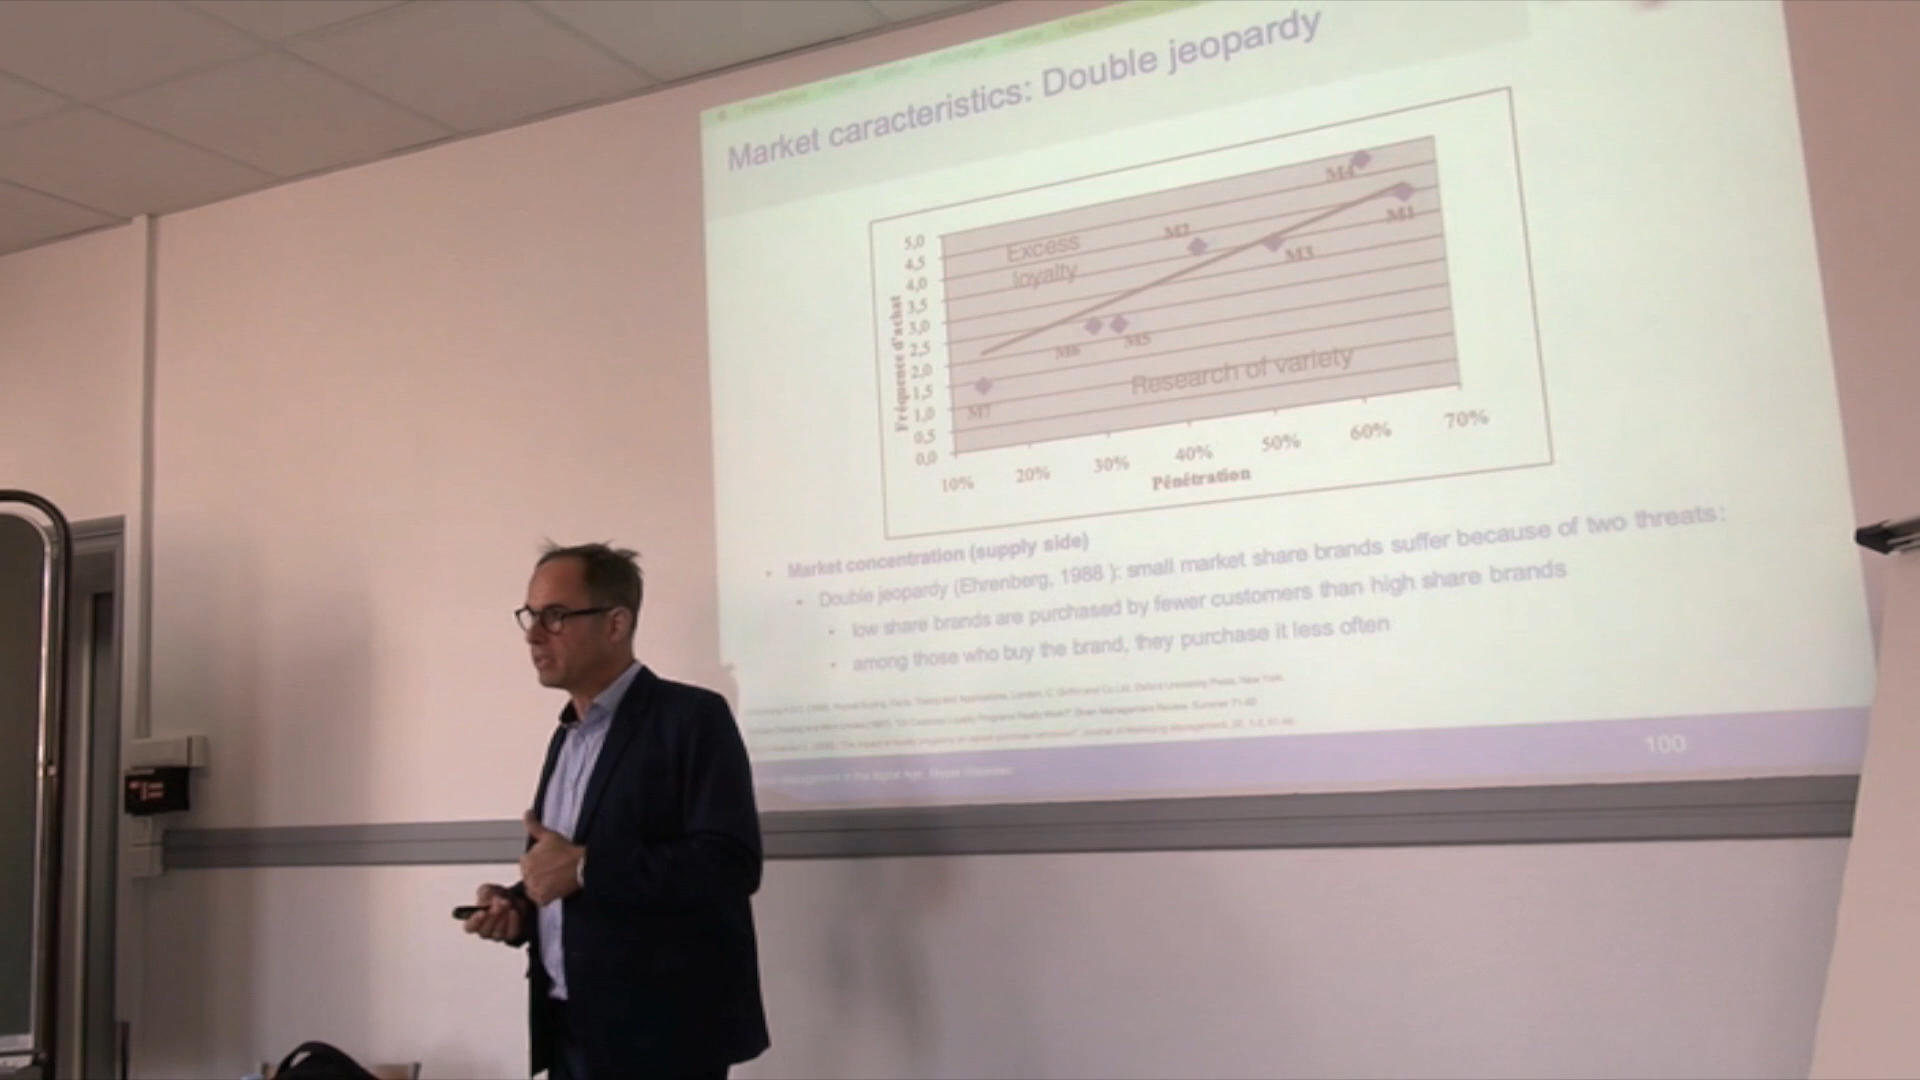 Market caracteristics: Double jeopardy
5,0
4,5
4,0
3,5
3,0
2,5
2,0
1,5
1,0
0,5
0,0
Fréquence d'achat
Excess
loyalty
M4
M1
M2
M3
M6
M5
M7
Research of variety
10% 20% 30% 40% 50% 60% 70%
Pénétration
• Market concentration (supply side)
• Double jeopardy (Ehrenberg, 1988 ): small market share brands suffer because of two threats:
• low share brands are purchased by fewer customers than high share brands
• among those who buy the brand, they purchase it less often
100